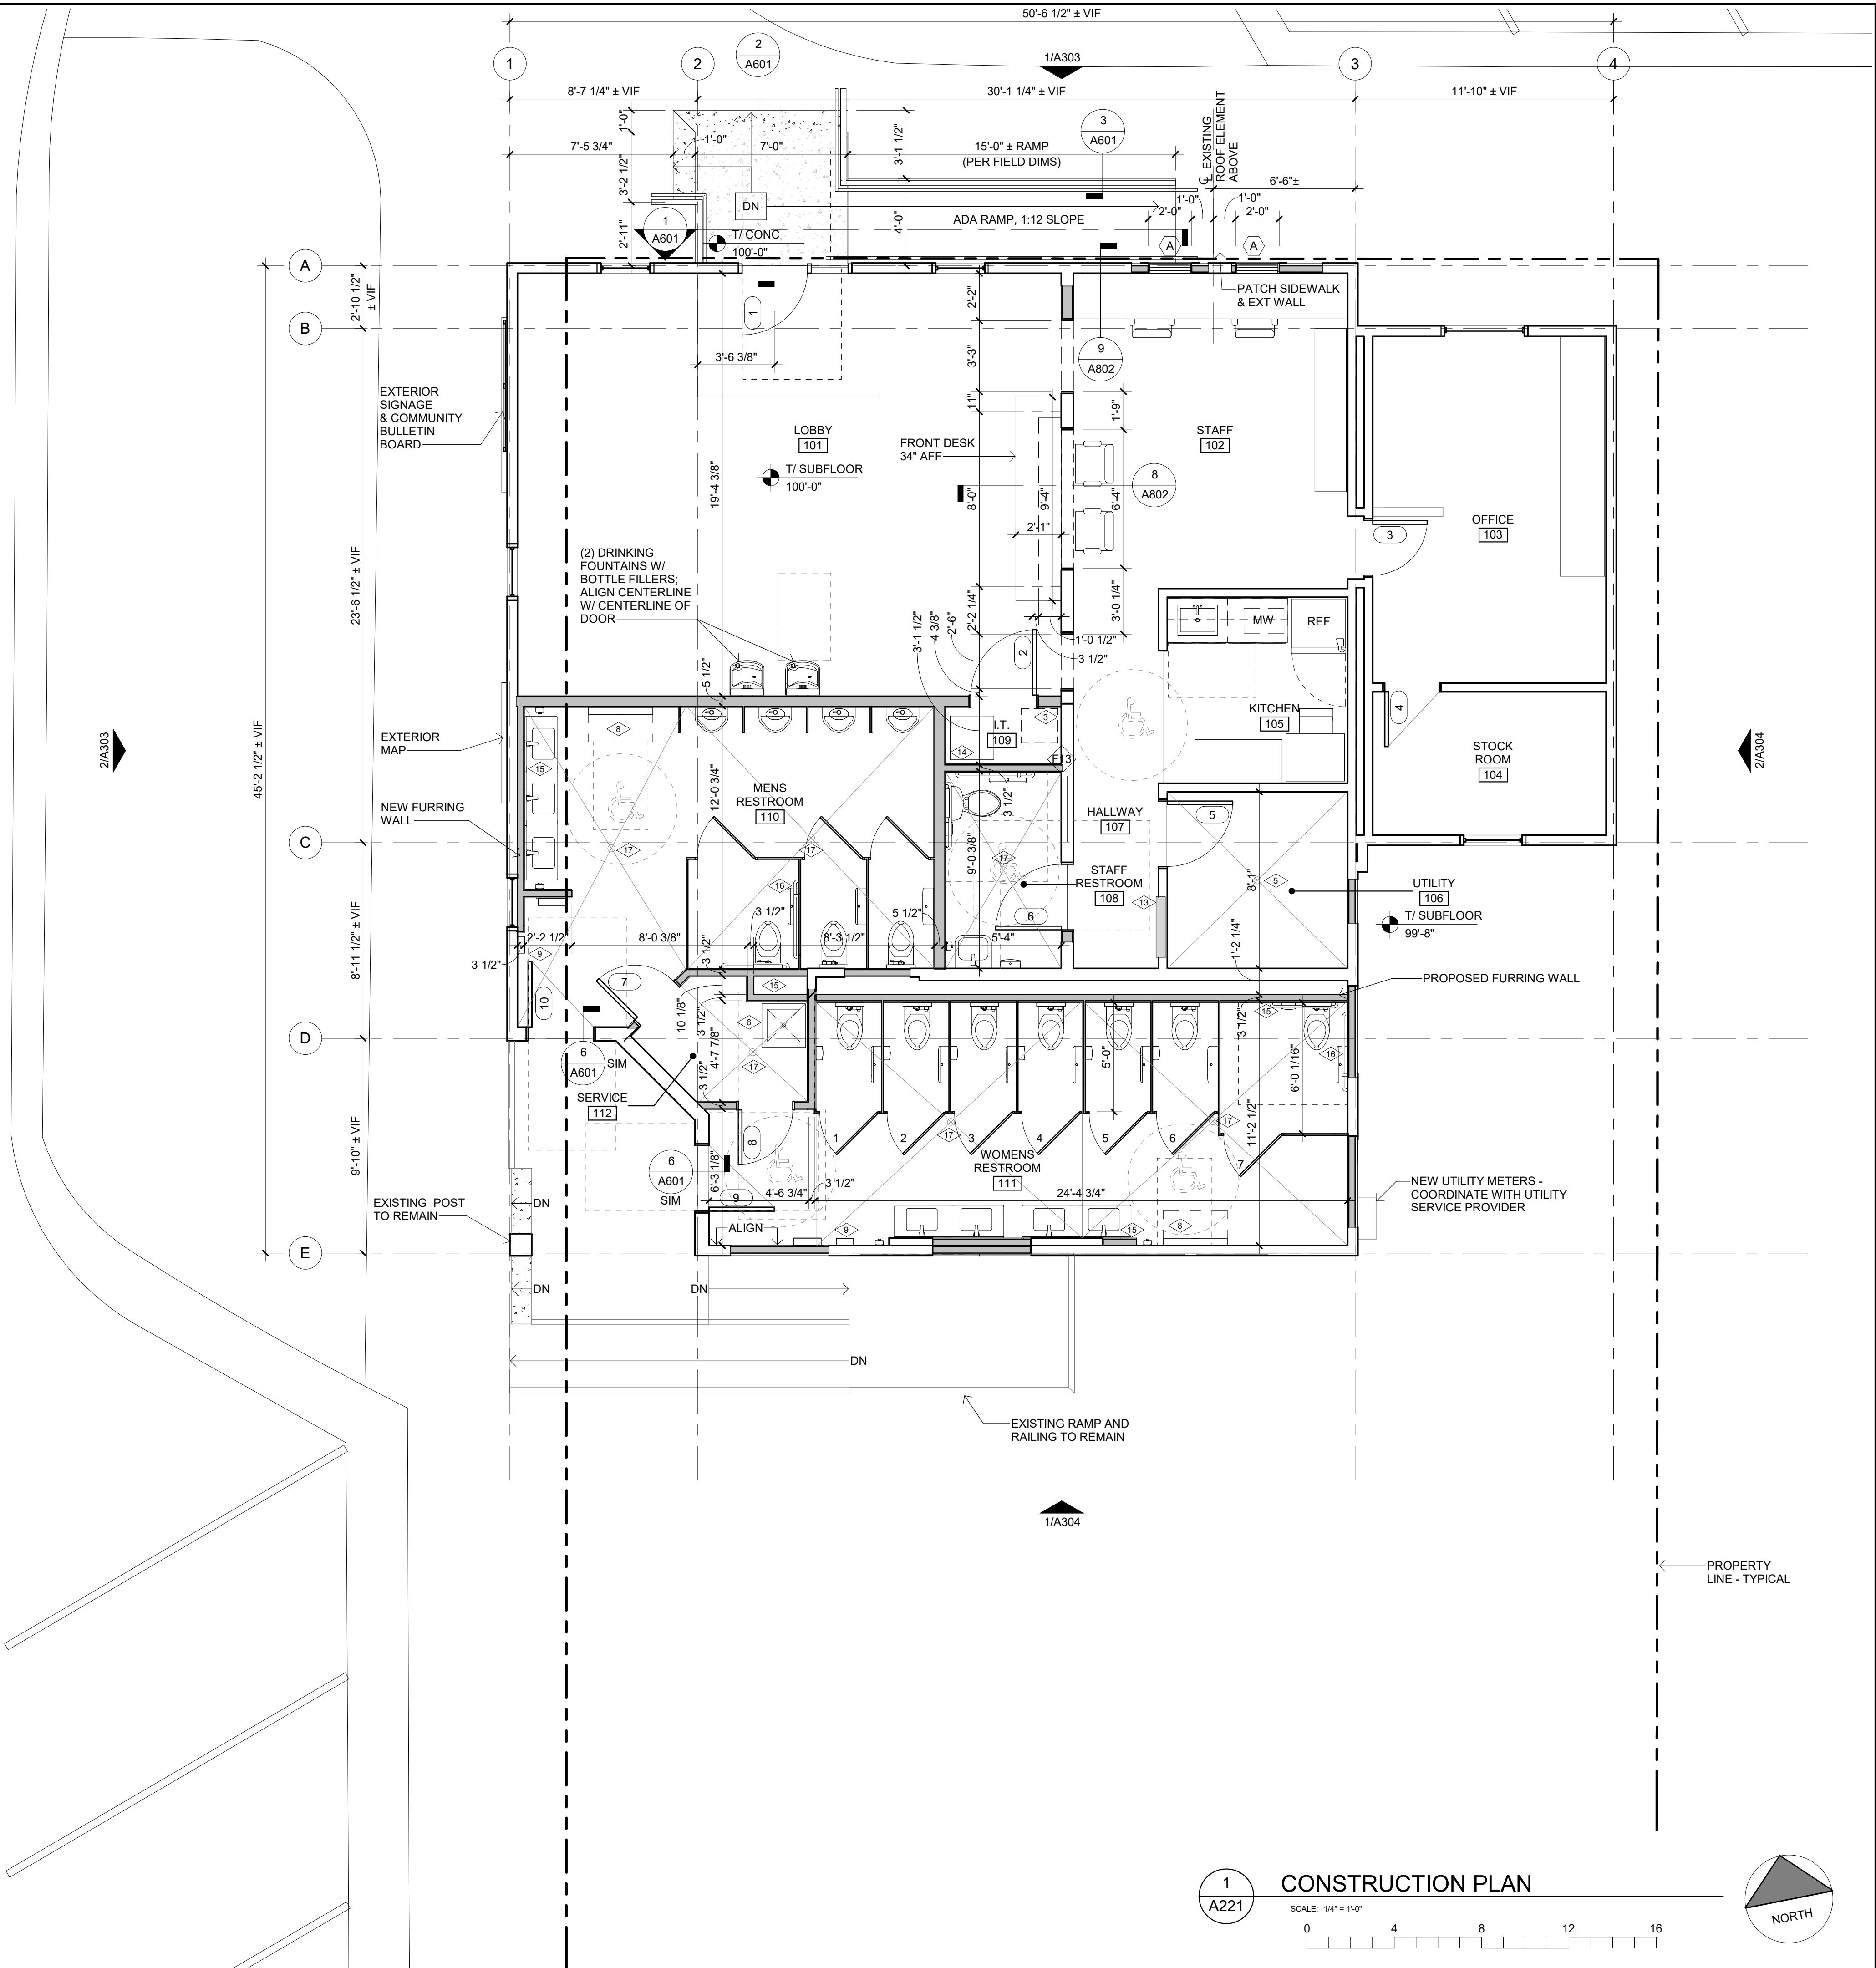 50'-6 1/2" ± VIF
1
2
2
A601
1/A303
3
4
8'-7 1/4" ± VIF
30'-1 1/4" ± VIF
11'-10" ± VIF
1'-0"
3'-2 1/2"
2'-11"
7'-5 3/4"
1'-0"
7'-0"
3'-1 1/2"
4'-0"
15'-0" ± RAMP
(PER FIELD DIMS)
3
A601
℄ EXISTING
ROOF ELEMENT
ABOVE
6'-6"±
1'-0"
1'-0"
2'-0"
2'-0"
DN
ADA RAMP, 1:12 SLOPE
1
A601
T/ CONC
100'-0"
A
A
A
2'-10 1/2"
± VIF
B
PATCH SIDEWALK
& EXT WALL
1
3'-6 3/8"
2'-2"
3'-3"
11"
9
A802
1'-9"
EXTERIOR
SIGNAGE
& COMMUNITY
BULLETIN
BOARD
LOBBY
101
T/ SUBFLOOR
100'-0"
FRONT DESK
34" AFF
STAFF
102
8
A802
19'-4 3/8"
8'-0"
9'-4"
6'-4"
2'-1"
OFFICE
103
3
(2) DRINKING
FOUNTAINS W/
BOTTLE FILLERS;
ALIGN CENTERLINE
W/ CENTERLINE OF
DOOR
23'-6 1/2" ± VIF
45'-2 1/2" ± VIF
2'-2 1/4"
3'-0 1/4"
3'-1 1/2"
4 3/8"
2'-6"
1'-0 1/2"
3 1/2"
2
MW
REF
5 1/2"
KITCHEN
105
4
STOCK
ROOM
104
I.T.
109
3
14
F13
8
15
EXTERIOR
MAP
2/A303
2/A304
MENS
RESTROOM
110
12'-0 3/4"
3 1/2"
NEW FURRING
WALL
HALLWAY
107
5
C
17
17
17
9'-0 3/8"
STAFF
RESTROOM
108
6
13
8'-1"
5
UTILITY
106
T/ SUBFLOOR
99'-8"
16
3 1/2"
5 1/2"
2'-2 1/2"
8'-0 3/8"
8'-3 1/2"
5'-4"
3 1/2"
9
3 1/2"
8'-11 1/2" ± VIF
1'-2 1/4"
PROPOSED FURRING WALL
7
10
15
10 1/8"
3 1/2"
4'-7 7/8"
3 1/2"
6
17
D
6
A601
SIM
SERVICE
112
5'-0"
3 1/2"
15
6'-0 1/16"
16
11'-2 1/2"
17
17
8
1
2
3
4
5
6
7
WOMENS
RESTROOM
111
9'-10" ± VIF
6
A601
SIM
6'-3 1/8"
9
4'-6 3/4"
3 1/2"
24'-4 3/4"
NEW UTILITY METERS -
COORDINATE WITH UTILITY
SERVICE PROVIDER
EXISTING POST
TO REMAIN
DN
ALIGN
9
15
8
E
DN
DN
DN
EXISTING RAMP AND
RAILING TO REMAIN
1/A304
PROPERTY
LINE - TYPICAL
1
A221
CONSTRUCTION PLAN
SCALE: 1/4" = 1'-0"
0
4
8
12
16
NORTH